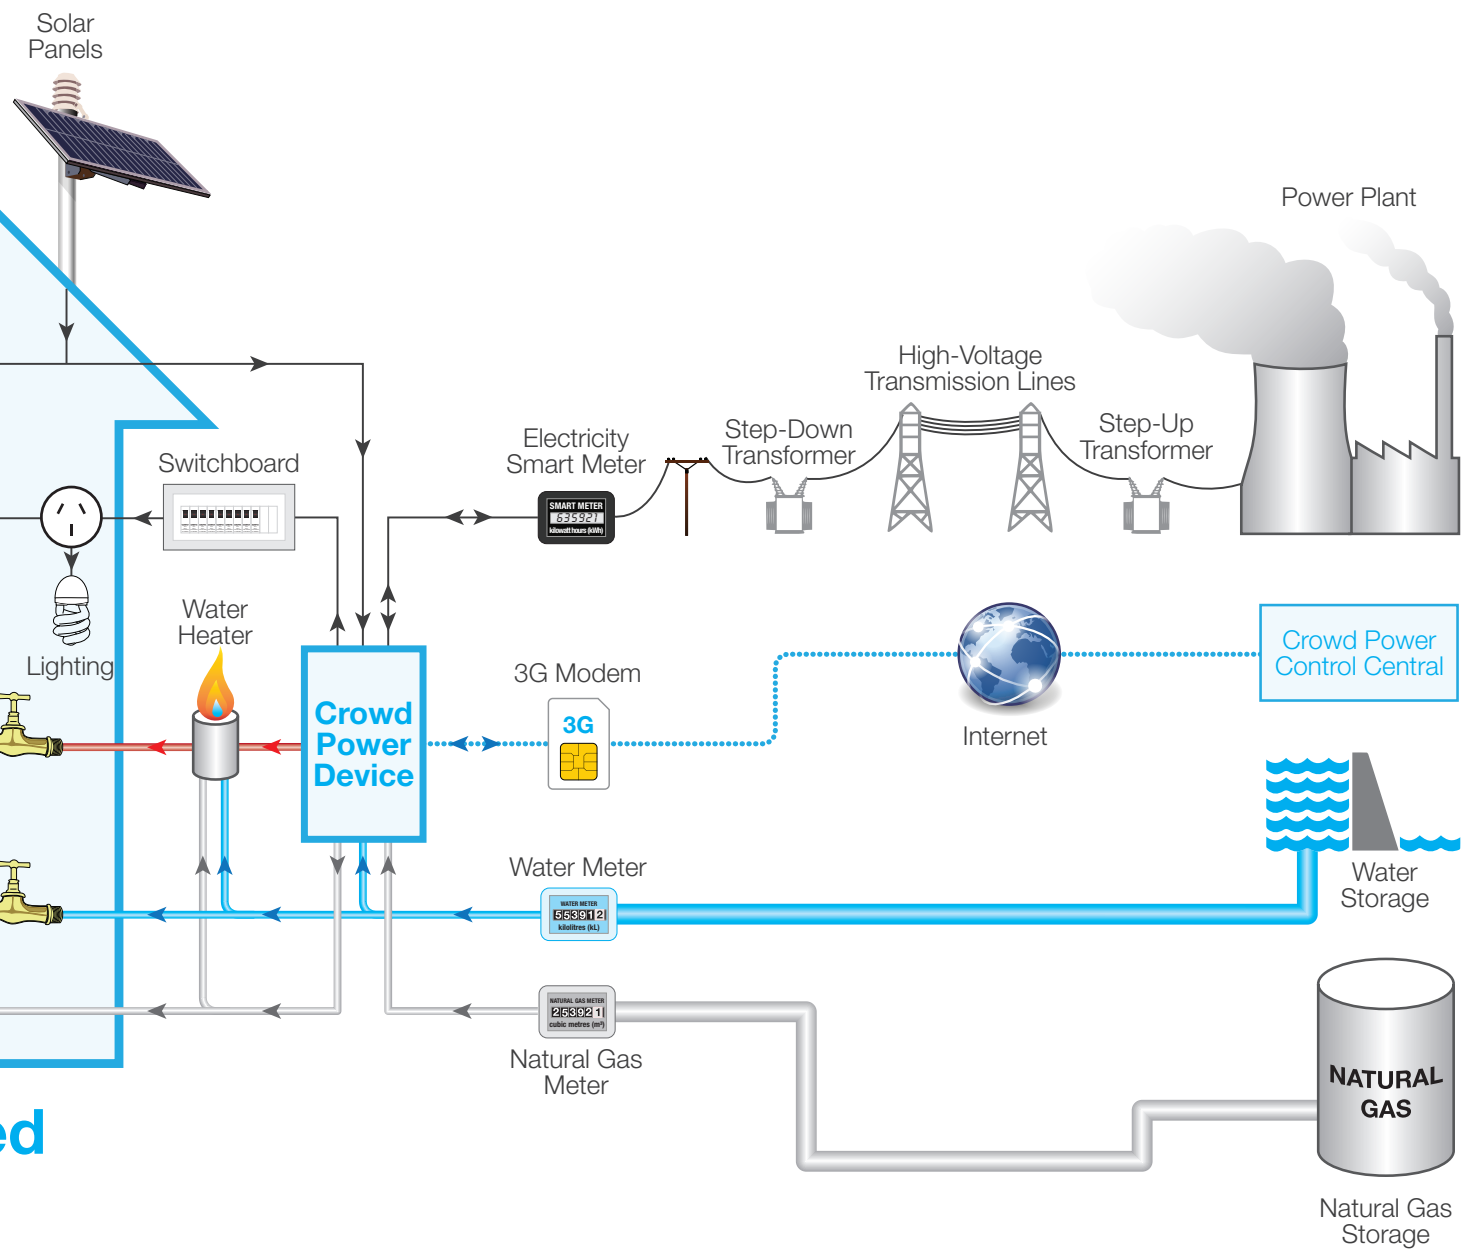 Solar
Panels
Power Plant
High-Voltage
Transmission Lines
Step-Down
Transformer
Step-Up
Transformer
Electricity
Smart Meter
Switchboard
SMART METER
635921
kilowatt hours (kWh)
Water
Heater
Lighting
Crowd
Power
Device
3G Modem
3G
Internet
Crowd Power
Control Central
Water Meter
WATER METER
553912
kilolitres (kL)
Water
Storage
NATURAL GAS METER
253921
cubic metres (m³)
Natural Gas
Meter
NATURAL
GAS
ed
Natural Gas
Storage